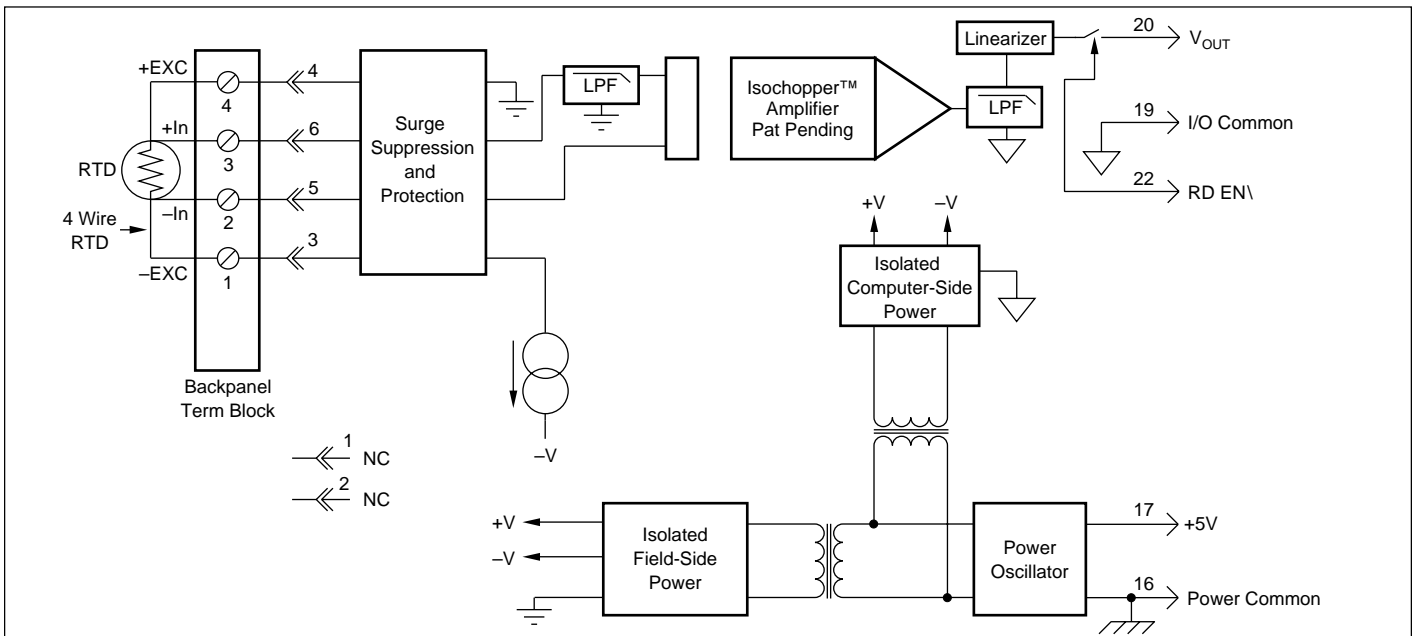 +EXC
4
4
+In
3
6
RTD
–In
2
5
4 Wire
RTD
–EXC
1
3
Backpanel
Term Block
Surge
Suppression
and
Protection
LPF
–V
1
NC
2
NC
Isochopper™
Amplifier
Pat Pending
Linearizer
LPF
20
V_OUT
19
I/O Common
22
RD EN\
+V
–V
Isolated
Computer-Side
Power
+V
–V
Isolated
Field-Side
Power
Power
Oscillator
17
+5V
16
Power Common